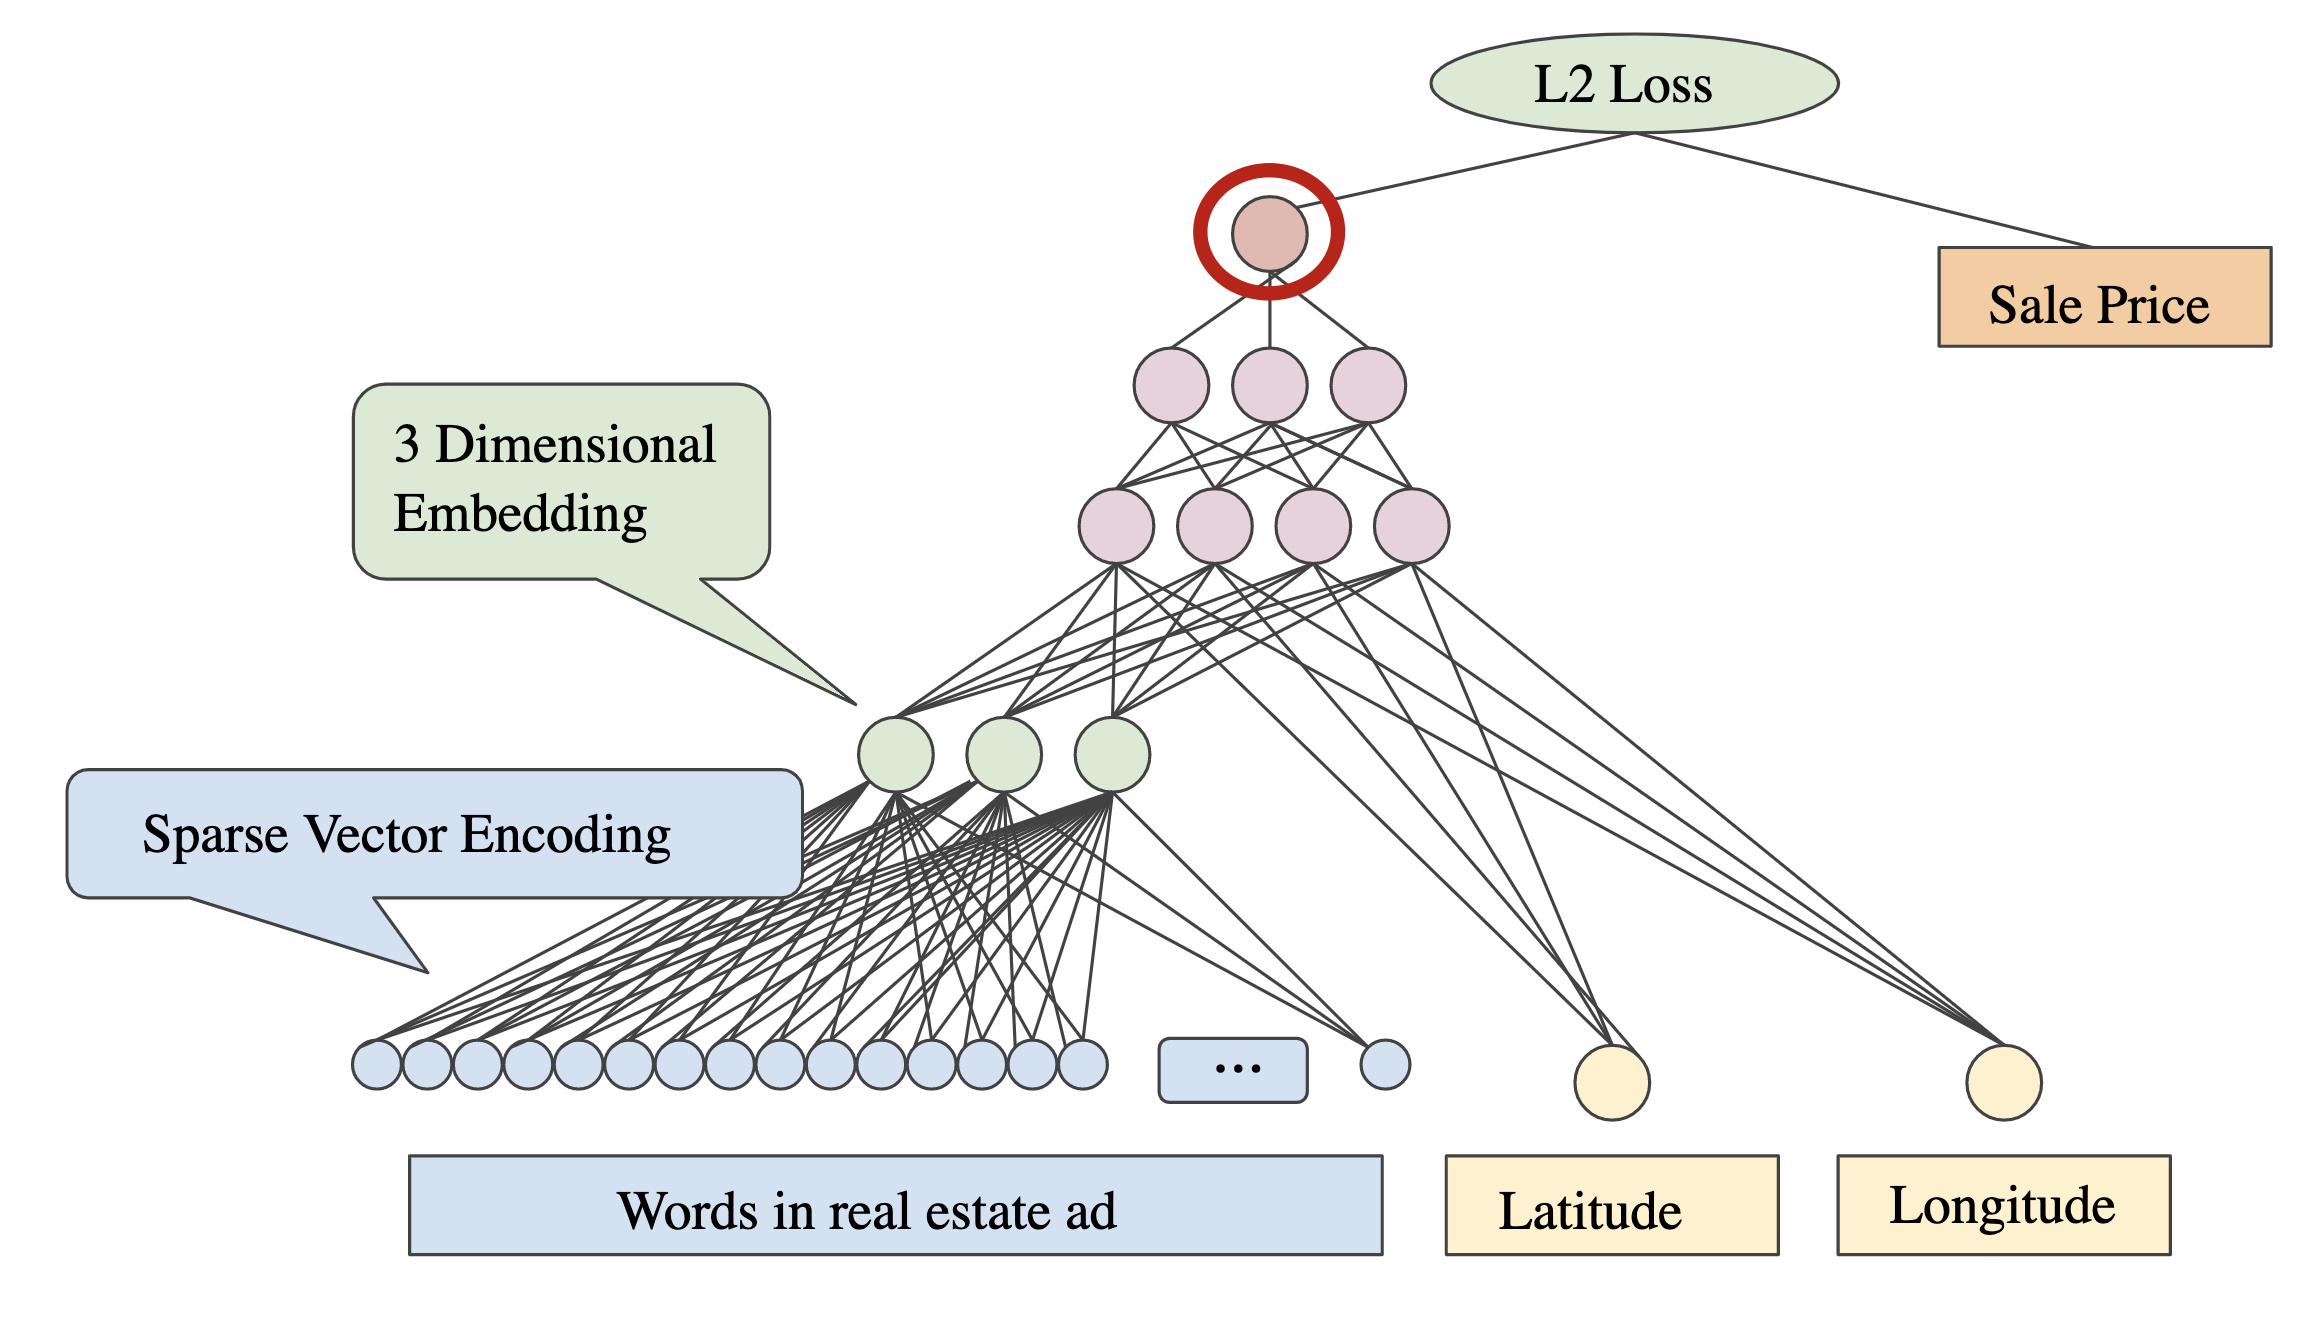 L2 Loss
Sale Price
3 Dimensional
Embedding
Sparse Vector Encoding
...
Words in real estate ad
Latitude
Longitude